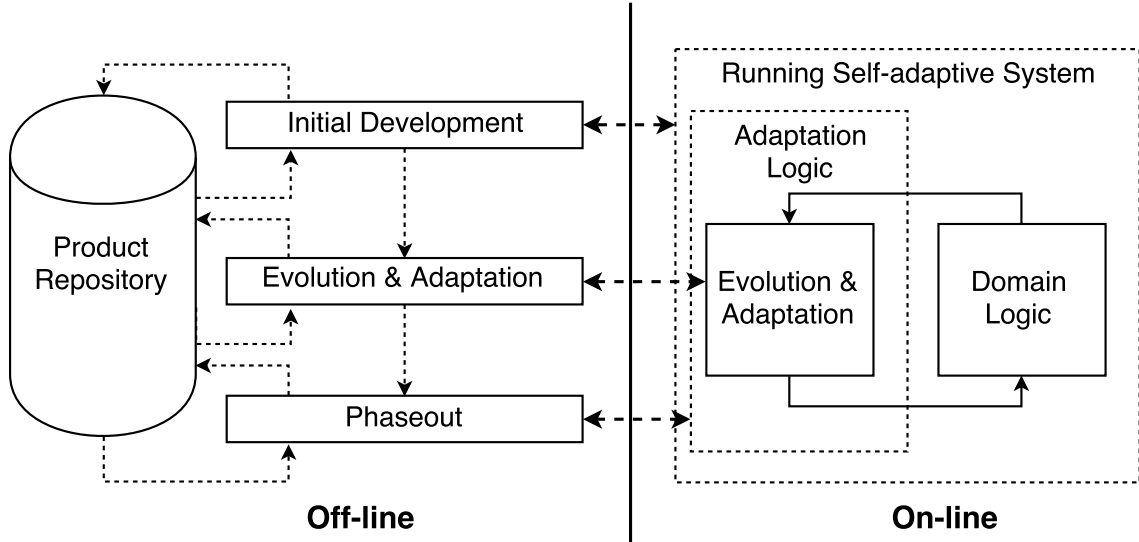 Running Self-adaptive System
Initial Development
Adaptation
Logic
Product
Repository
Evolution & Adaptation
Evolution &
Adaptation
Domain
Logic
Phaseout
Off-line
On-line